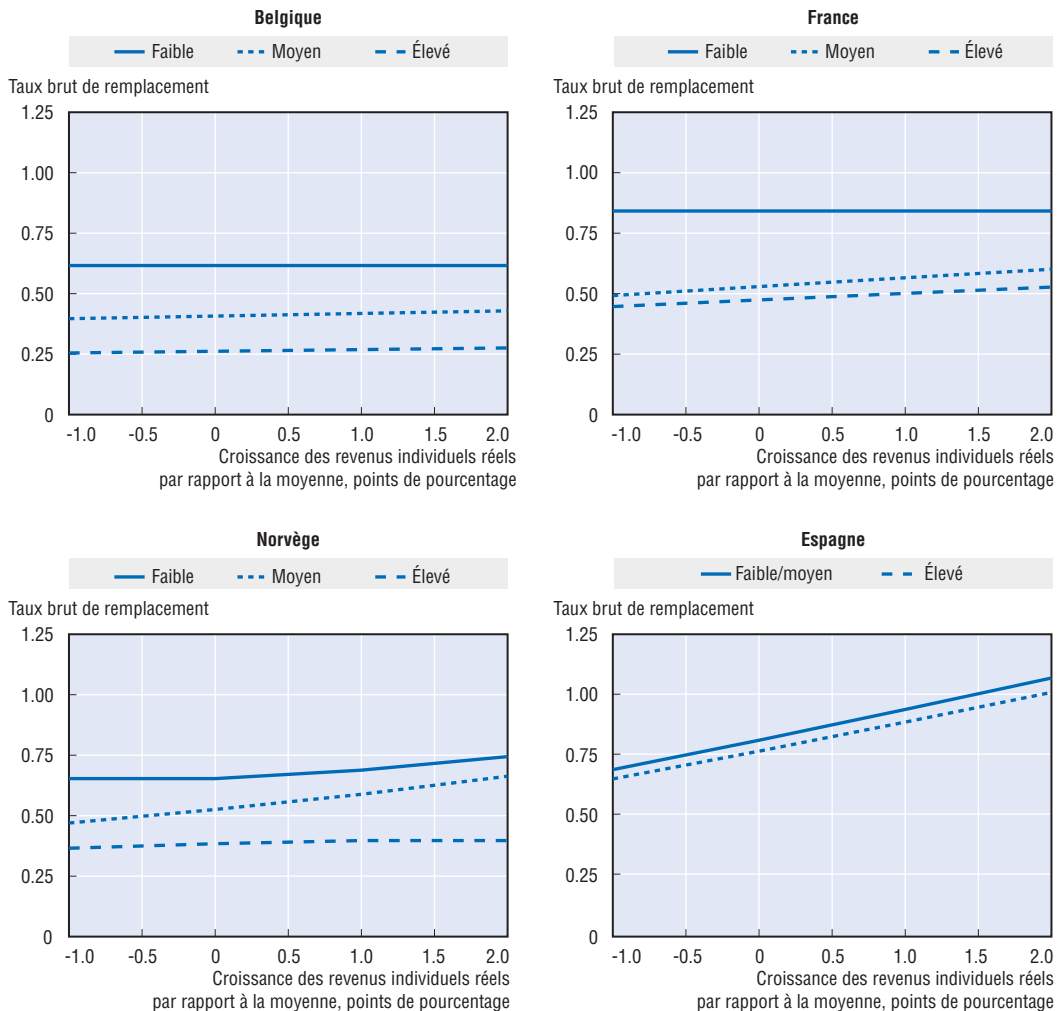 Belgique
Faible Moyen Élevé
Taux brut de remplacement
1.25
1.00
0.75
0.50
0.25
0
-1.0 -0.5 0 0.5 1.0 1.5 2.0
Croissance des revenus individuels réels
par rapport à la moyenne, points de pourcentage
France
Faible Moyen Élevé
Taux brut de remplacement
1.25
1.00
0.75
0.50
0.25
0
-1.0 -0.5 0 0.5 1.0 1.5 2.0
Croissance des revenus individuels réels
par rapport à la moyenne, points de pourcentage
Norvège
Faible Moyen Élevé
Taux brut de remplacement
1.25
1.00
0.75
0.50
0.25
0
-1.0 -0.5 0 0.5 1.0 1.5 2.0
Croissance des revenus individuels réels
par rapport à la moyenne, points de pourcentage
Espagne
Faible/moyen Élevé
Taux brut de remplacement
1.25
1.00
0.75
0.50
0.25
0
-1.0 -0.5 0 0.5 1.0 1.5 2.0
Croissance des revenus individuels réels
par rapport à la moyenne, points de pourcentage